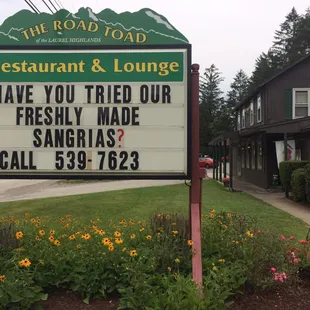 THE ROAD TOAD
of the LAUREL HIGHLANDS
Restaurant & Lounge
HAVE YOU TRIED OUR
FRESHLY MADE
SANGRIAS?
CALL 539-7623